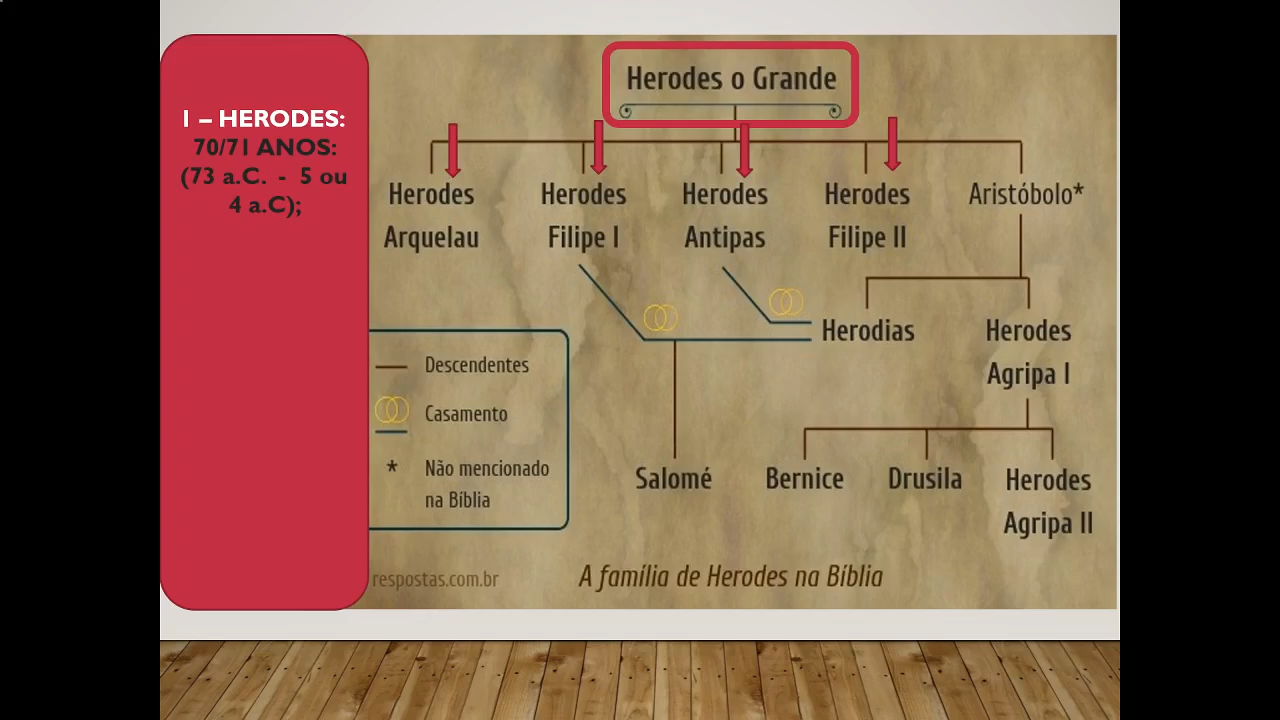 I – HERODES:
70/71 ANOS:
(73 a.C.  -  5 ou
4 a.C);
Herodes o Grande
Herodes
Arquelau
Herodes
Filipe I
Herodes
Antipas
Herodes
Filipe II
Aristóbolo*
Herodias
Herodes
Agripa I
Descendentes
Casamento
* Não mencionado
na Bíblia
Salomé
Bernice
Drusila
Herodes
Agripa II
respostas.com.br
A família de Herodes na Bíblia